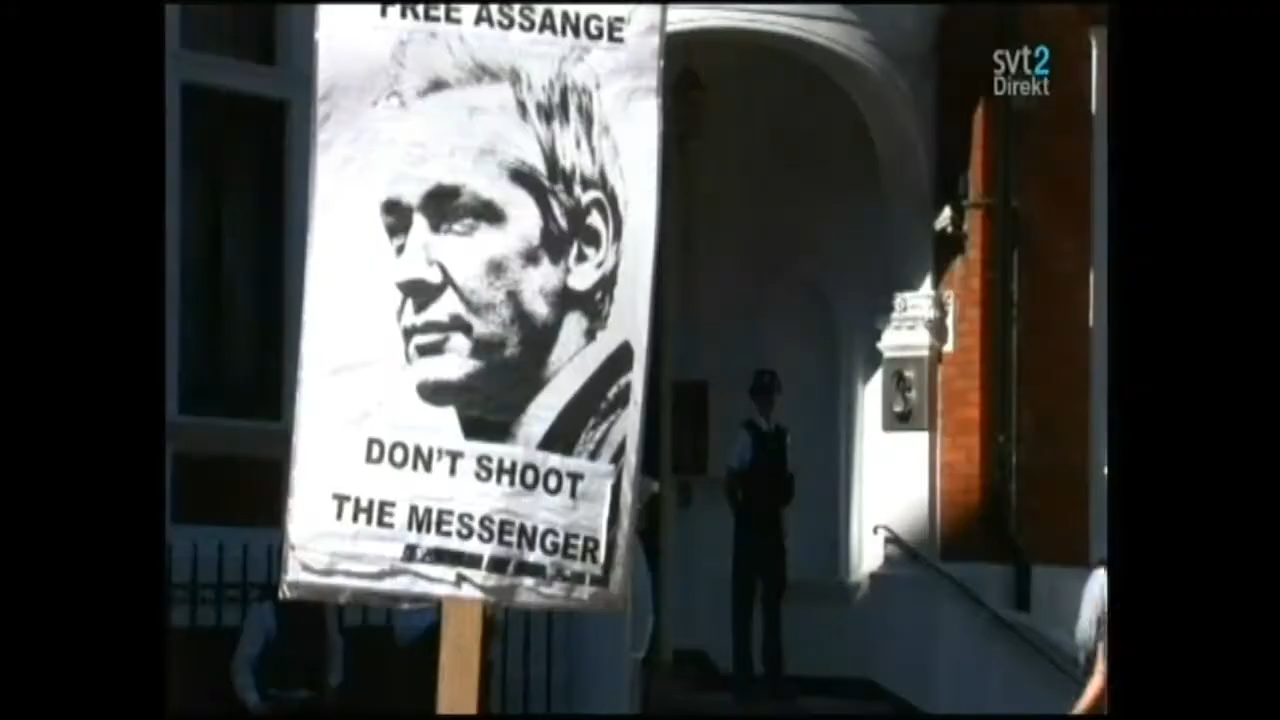 FREE ASSANGE
svt2
Direkt
DON'T SHOOT
THE MESSENGER